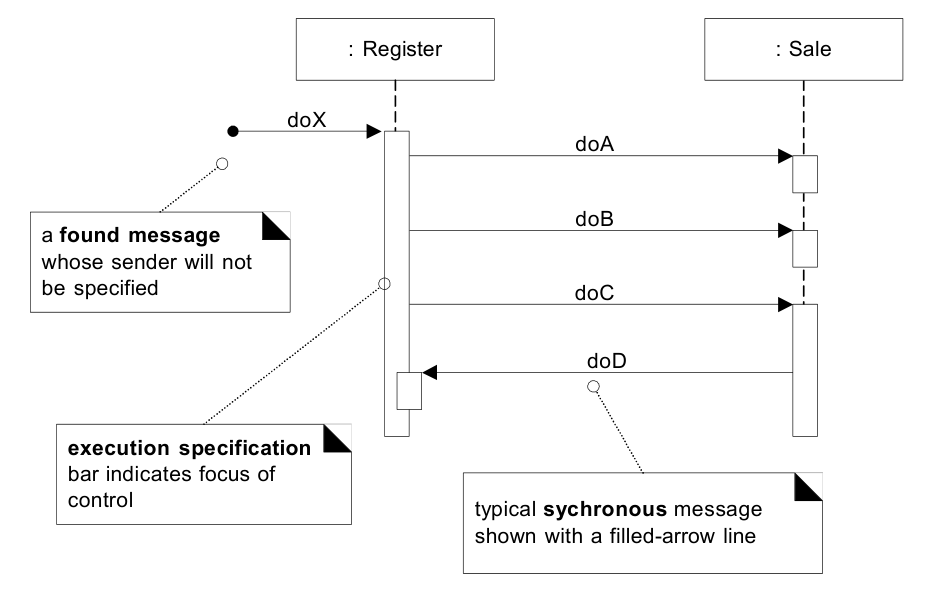 : Register
: Sale
doX
doA
doB
a found message
whose sender will not
be specified
doC
doD
execution specification
bar indicates focus of
control
typical sychronous message
shown with a filled-arrow line